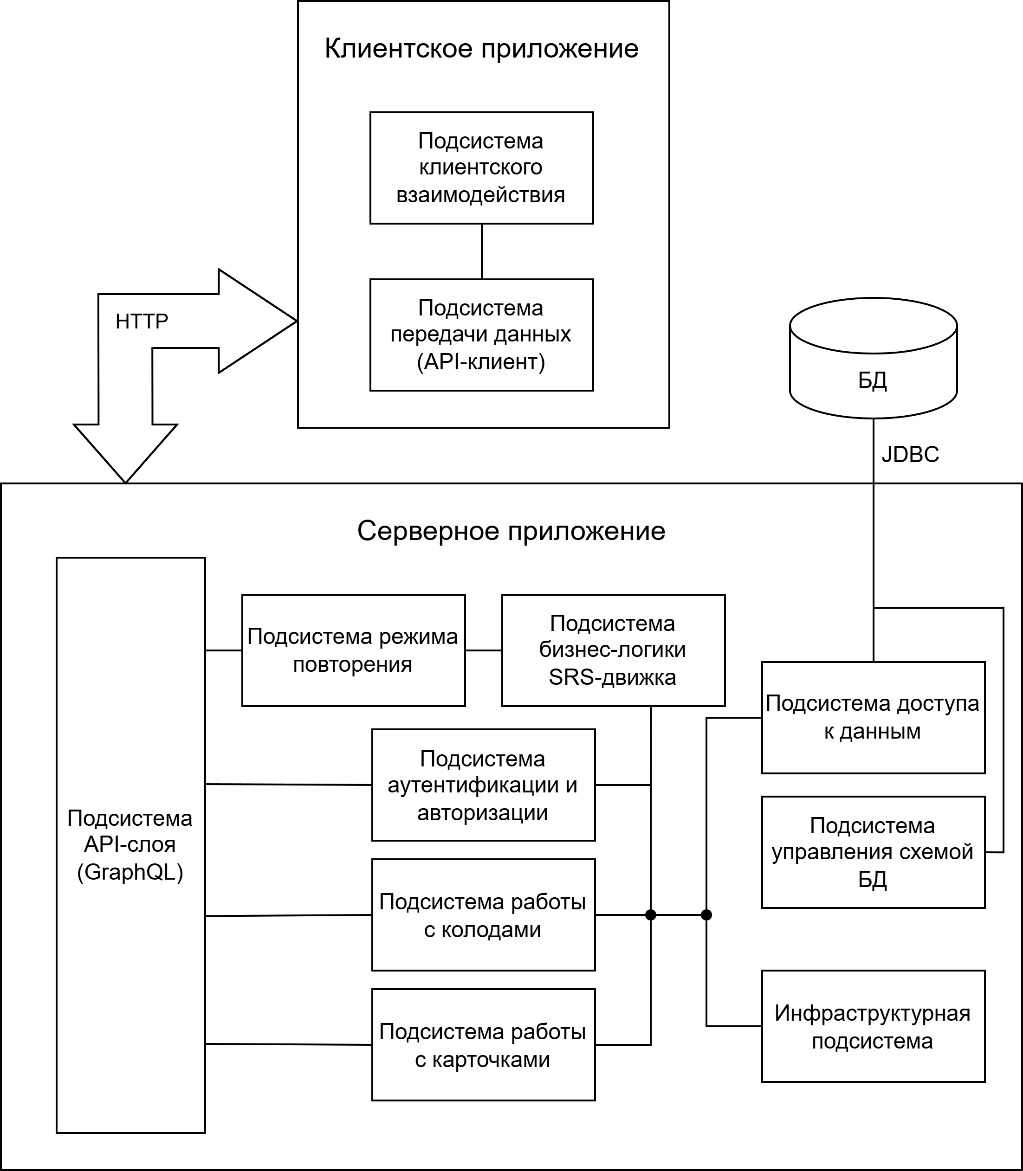 Клиентское приложение
Подсистема
клиентского
взаимодействия
HTTP
Подсистема
передачи данных
(API-клиент)
БД
JDBC
Серверное приложение
Подсистема режима
повторения
Подсистема
бизнес-логики
SRS-движка
Подсистема доступа
к данным
Подсистема
аутентификации и
авторизации
Подсистема
API-слоя
(GraphQL)
Подсистема
управления схемой
БД
Подсистема работы
с колодами
Подсистема работы
с карточками
Инфраструктурная
подсистема